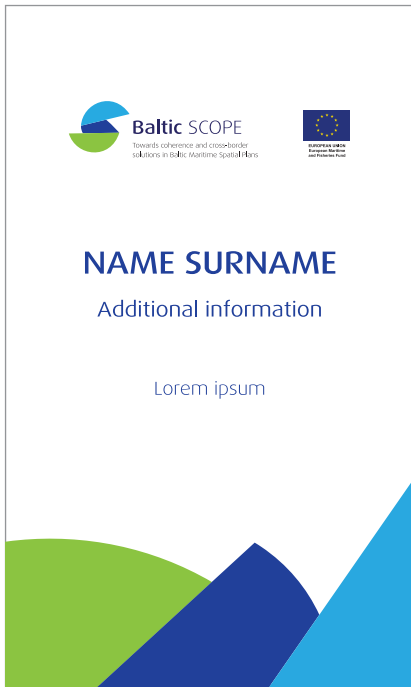 Baltic SCOPE
Towards coherence and cross-border
solutions in Baltic Maritime Spatial Plans
EUROPEAN UNION
European Maritime
and Fisheries Fund
NAME SURNAME
Additional information
Lorem ipsum